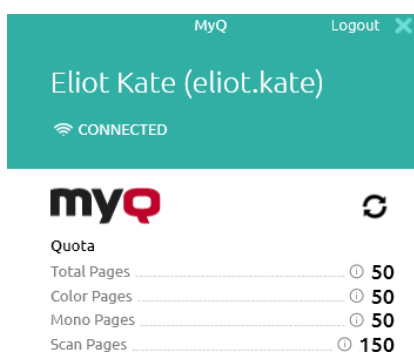 MyQ Logout
Eliot Kate (eliot.kate)
CONNECTED
myQ
Quota
Total Pages 50
Color Pages 50
Mono Pages 50
Scan Pages 150